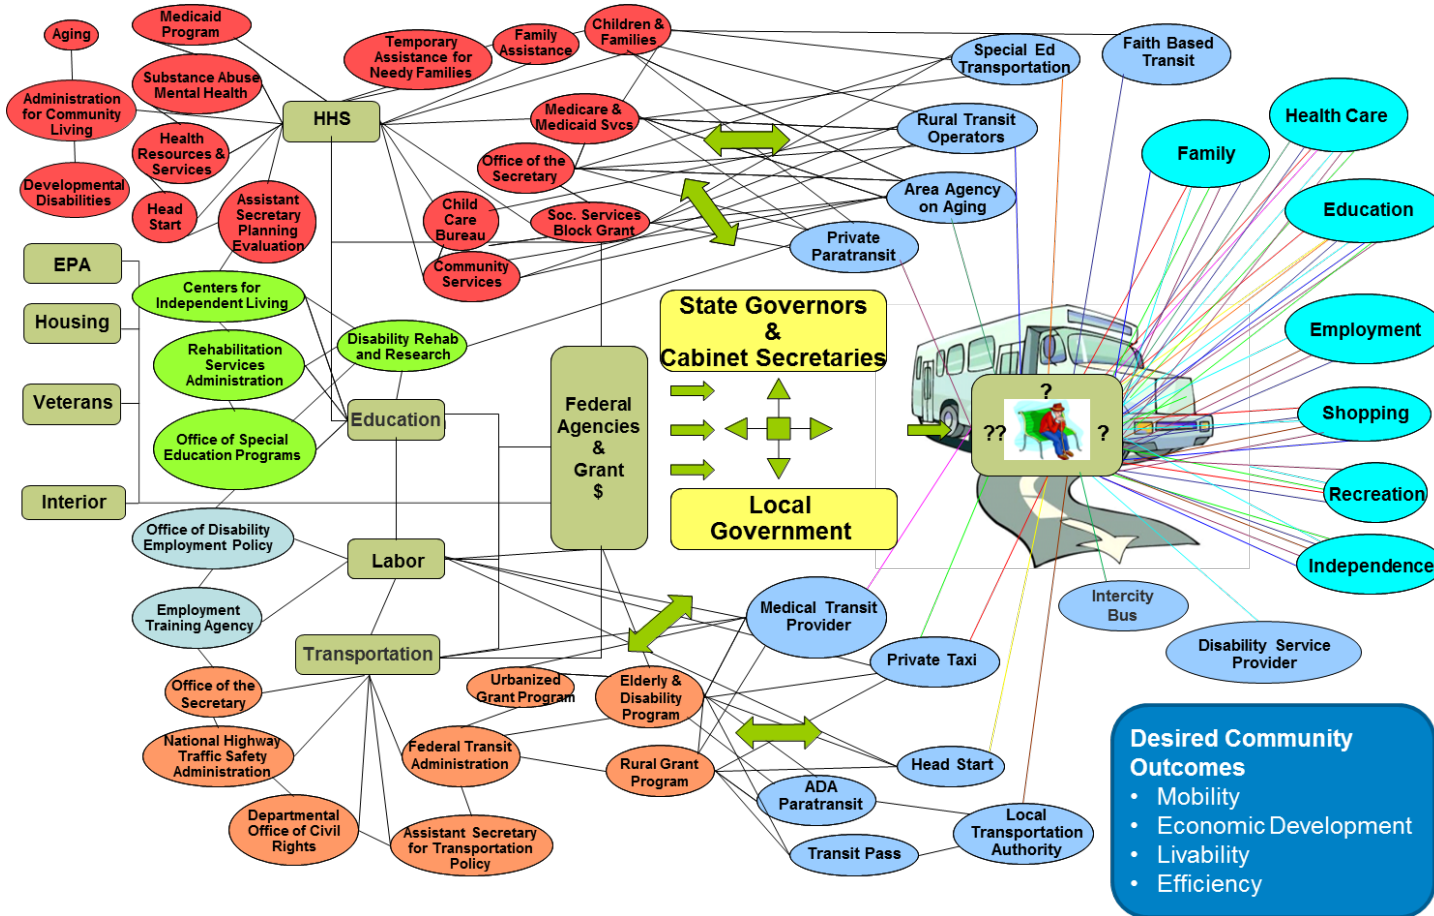 Aging
Medicaid
Program
Substance Abuse
Mental Health
Administration
for Community
Living
Health
Resources &
Services
Developmental
Disabilities
Head
Start
Assistant
Secretary
Planning
Evaluation
HHS
Temporary
Assistance for
Needy Families
Family
Assistance
Children &
Families
Medicare &
Medicaid Svcs
Office of the
Secretary
Child
Care
Bureau
Soc. Services
Block Grant
Community
Services
Special Ed
Transportation
Faith Based
Transit
Rural Transit
Operators
Area Agency
on Aging
Private
Paratransit
Family
Health Care
Education
Employment
Shopping
Recreation
Independence
EPA
Housing
Veterans
Interior
Centers for
Independent Living
Rehabilitation
Services
Administration
Disability Rehab
and Research
Office of Special
Education Programs
Education
Federal
Agencies
&
Grant
$
State Governors
&
Cabinet Secretaries
Local
Government
?
??
?
Office of Disability
Employment Policy
Employment
Training Agency
Labor
Transportation
Office of the
Secretary
National Highway
Traffic Safety
Administration
Departmental
Office of Civil
Rights
Federal Transit
Administration
Assistant Secretary
for Transportation
Policy
Urbanized
Grant Program
Elderly &
Disability
Program
Rural Grant
Program
Medical Transit
Provider
Private Taxi
Head Start
ADA
Paratransit
Transit Pass
Local
Transportation
Authority
Intercity
Bus
Disability Service
Provider
Desired Community
Outcomes
• Mobility
• Economic Development
• Livability
• Efficiency